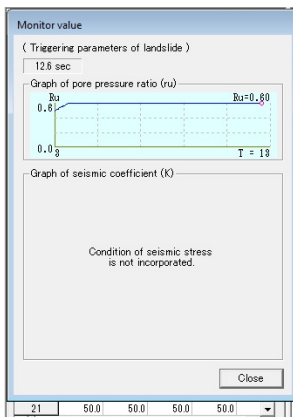 Monitor value
( Triggering parameters of landslide )
12.6 sec
Graph of pore pressure ratio (ru)
Ru Ru=0.60
0.6
0.0 3 T = 13
Graph of seismic coefficient (K)
Condition of seismic stress
is not incorporated.
Close
21 50.0 50.0 50.0 50.0